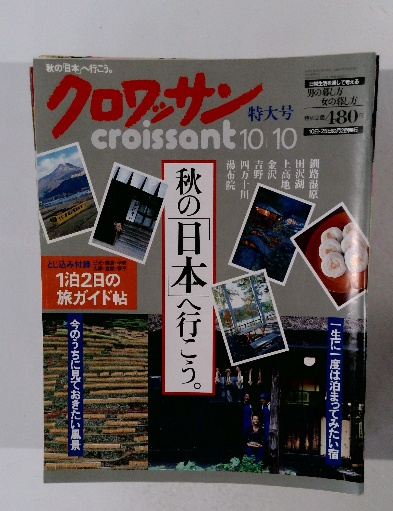 秋の「日本」へ行こう。
クロワッサン
特大号
croissant 10/10
男の暮し方
女の暮し方
480円
釧路湿原
田沢湖
上高地
金沢
吉野
四万十川
湯布院
秋の「日本」へ行こう。
とじ込み付録
1泊2日の
旅ガイド帖
今のうちに見ておきたい風景
一生に一度は泊まってみたい宿